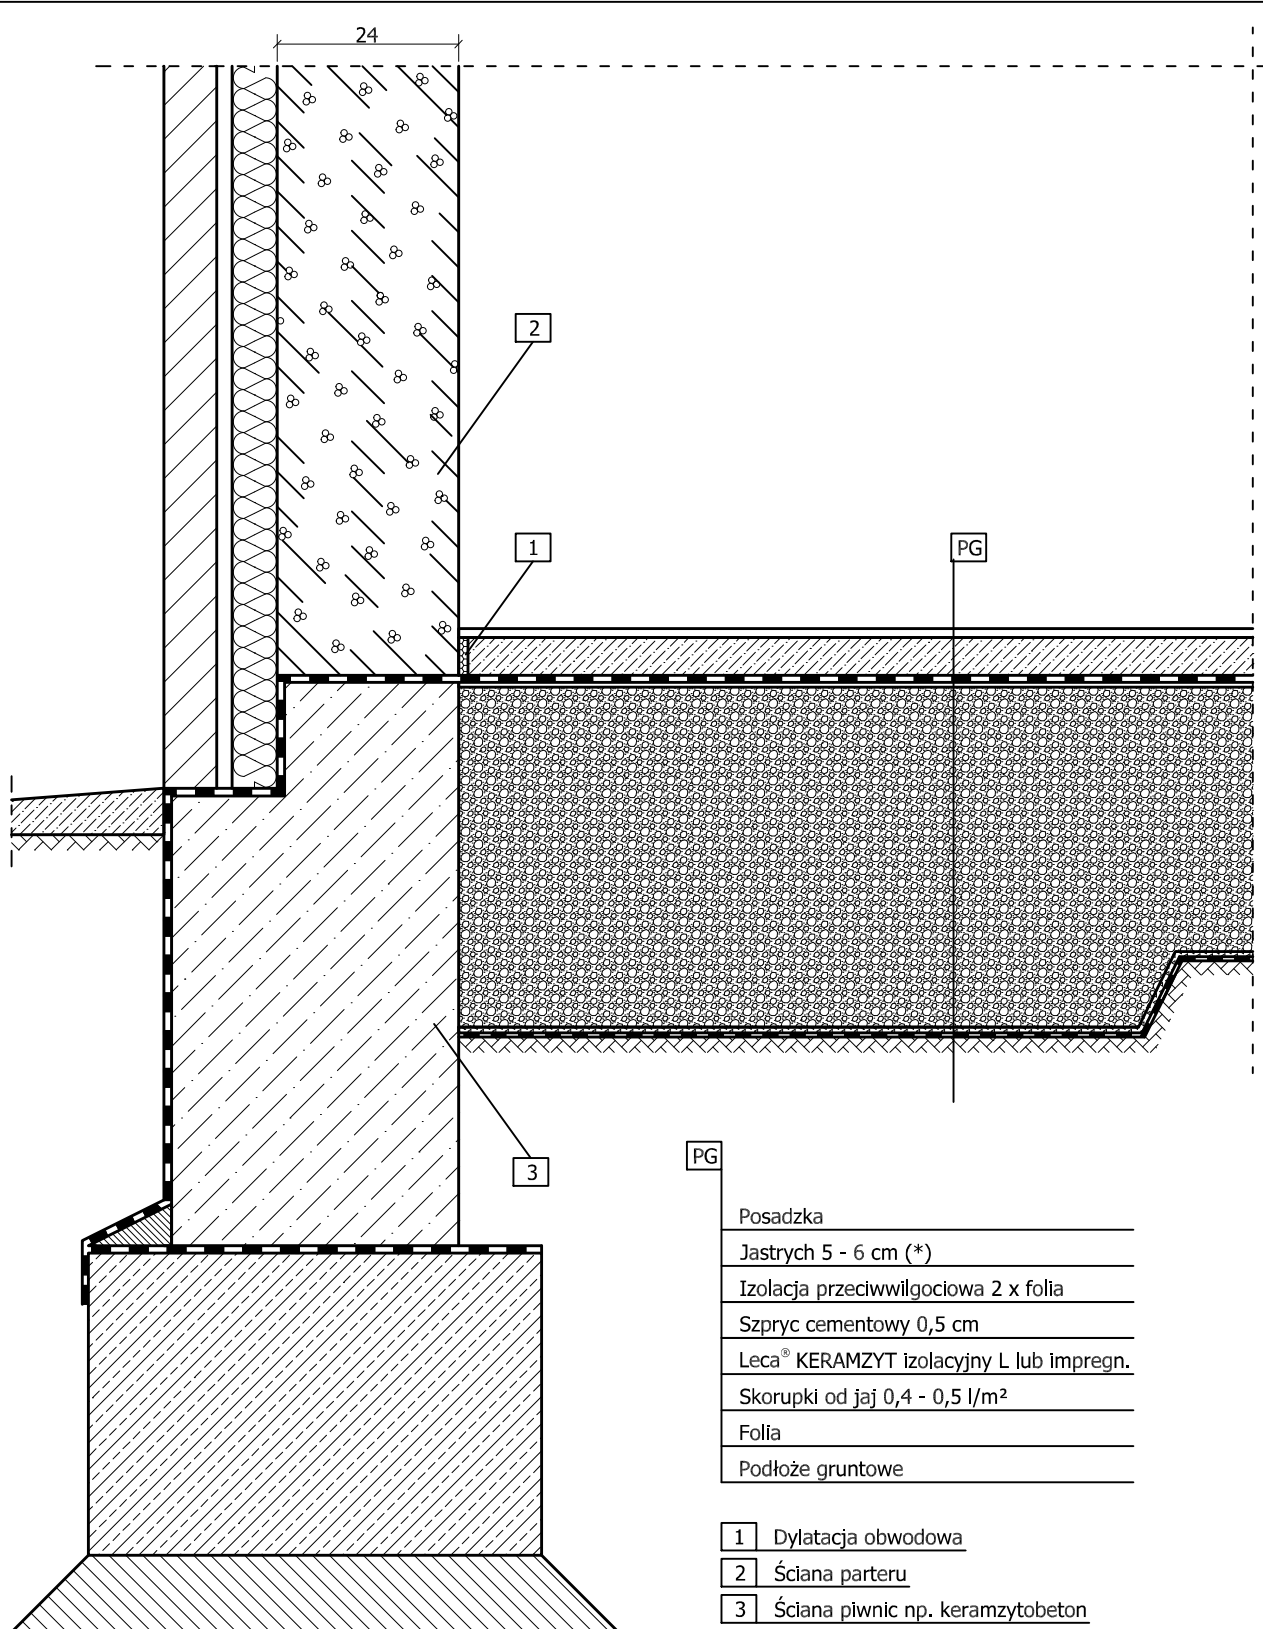 24
2
1
PG
3
PG
Posadzka
Jastrych 5 - 6 cm (*)
Izolacja przeciwwilgociowa 2 x folia
Szpryc cementowy 0,5 cm
Leca® KERAMZYT izolacyjny L lub impregn.
Skorupki od jaj 0,4 - 0,5 l/m²
Folia
Podłoże gruntowe
1 Dylatacja obwodowa
2 Ściana parteru
3 Ściana piwnic np. keramzytobeton